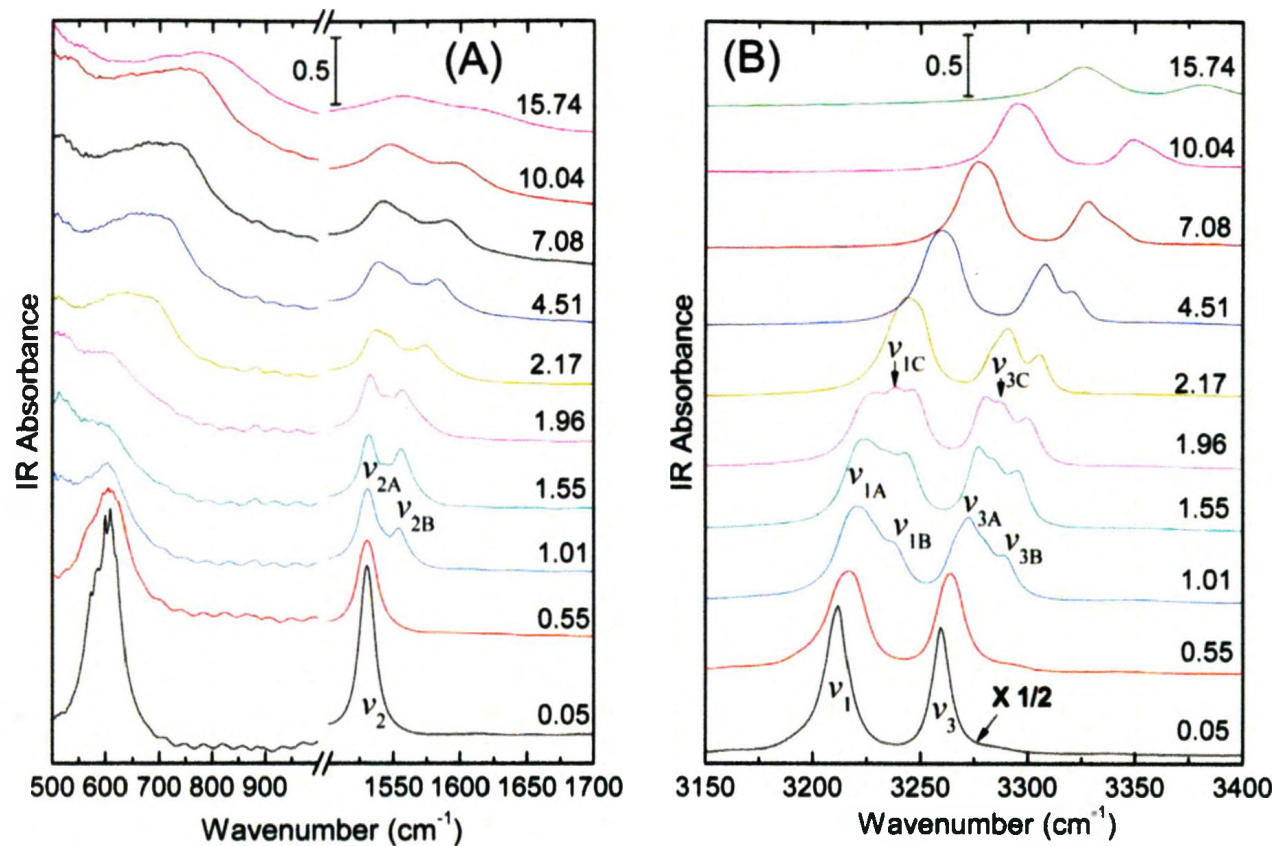 (A)
0.5
15.74
10.04
7.08
4.51
2.17
1.96
1.55
1.01
0.55
0.05
ν2A
ν2B
ν2
IR Absorbance
500 600 700 800 900 1550 1600 1650 1700
Wavenumber (cm-1)
(B)
0.5
15.74
10.04
7.08
4.51
2.17
1.96
1.55
1.01
0.55
0.05
ν1C
ν3C
ν1A
ν1B
ν3A
ν3B
ν1
ν3
X 1/2
IR Absorbance
3150 3200 3250 3300 3350 3400
Wavenumber (cm-1)